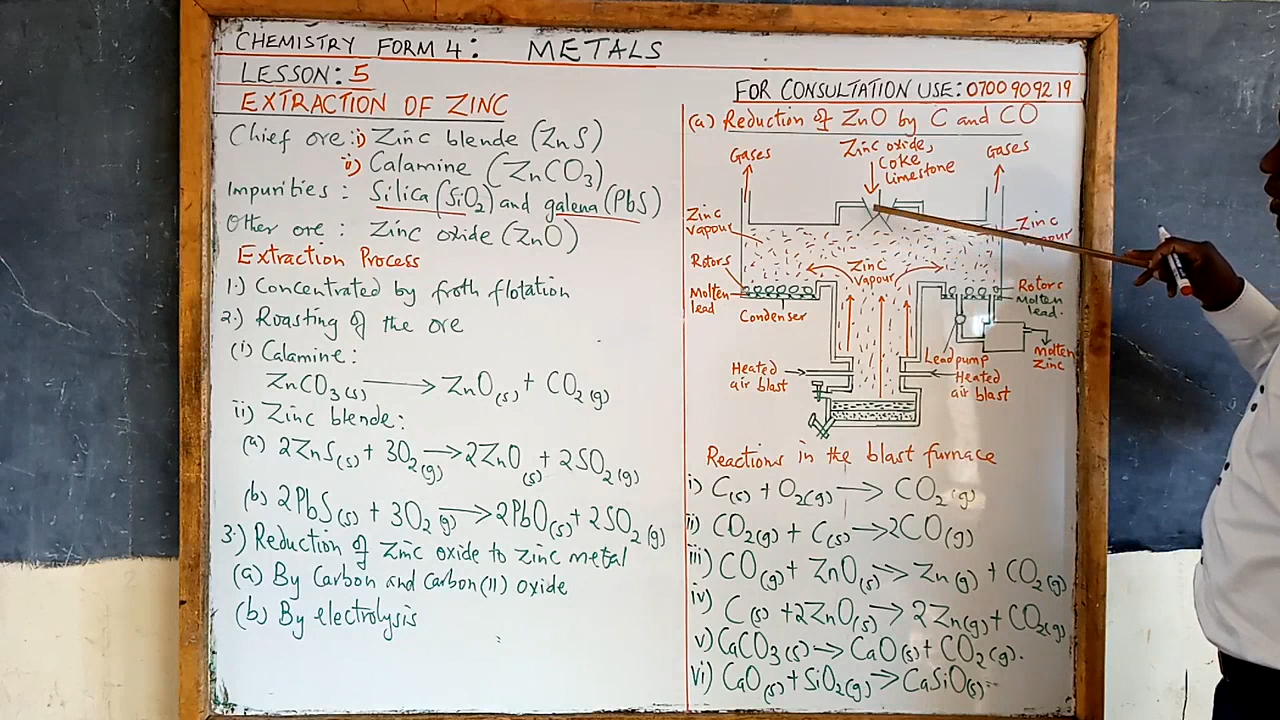 CHEMISTRY FORM 4: METALS
LESSON: 5
FOR CONSULTATION USE: 0700909219
EXTRACTION OF ZINC
Chief ore: i) Zinc blende (ZnS)
ii) Calamine (ZnCO3)
Impurities: Silica (SiO2) and galena (PbS)
Other ore: Zinc oxide (ZnO)
Extraction Process
1.) Concentrated by froth flotation
2.) Roasting of the ore
(i) Calamine:
ZnCO3(s) → ZnO(s) + CO2(g)
ii) Zinc blende:
(a) 2ZnS(s) + 3O2(g) → 2ZnO(s) + 2SO2(g)
(b) 2PbS(s) + 3O2(g) → 2PbO(s) + 2SO2(g)
3.) Reduction of Zinc oxide to zinc metal
(a) By Carbon and carbon(II) oxide
(b) By electrolysis
(a) Reduction of ZnO by C and CO
Gases
Zinc oxide,
Coke
limestone
Gases
Zinc
vapour
Zinc
vapour
Rotors
Zinc
vapour
Molten
lead
Condenser
Rotors
Molten
lead.
Lead pump
Molten
Zinc
Heated
air blast
Heated
air blast
Reactions in the blast furnace
i) C(s) + O2(g) → CO2(g)
ii) CO2(g) + C(s) → 2CO(g)
iii) CO(g) + ZnO(s) → Zn(g) + CO2(g)
iv) C(s) + 2ZnO(s) → 2Zn(g) + CO2(g)
v) CaCO3(s) → CaO(s) + CO2(g).
vi) CaO(s) + SiO2(g) → CaSiO(s)